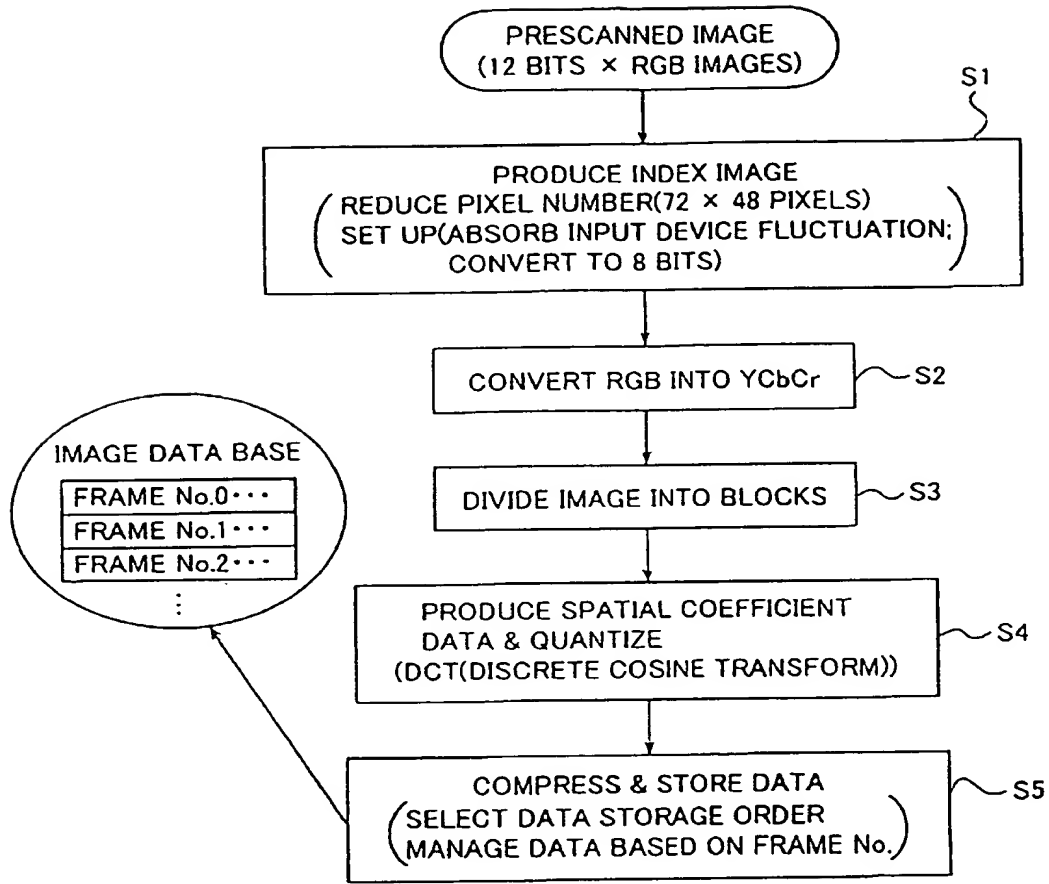 PRESCANNED IMAGE
(12 BITS × RGB IMAGES)
S1
PRODUCE INDEX IMAGE
(REDUCE PIXEL NUMBER(72 × 48 PIXELS)
SET UP(ABSORB INPUT DEVICE FLUCTUATION;
CONVERT TO 8 BITS))
CONVERT RGB INTO YCbCr
S2
DIVIDE IMAGE INTO BLOCKS
S3
IMAGE DATA BASE
FRAME No.0···
FRAME No.1···
FRAME No.2···
⋮
PRODUCE SPATIAL COEFFICIENT
DATA & QUANTIZE
(DCT(DISCRETE COSINE TRANSFORM))
S4
COMPRESS & STORE DATA
(SELECT DATA STORAGE ORDER
MANAGE DATA BASED ON FRAME No.)
S5